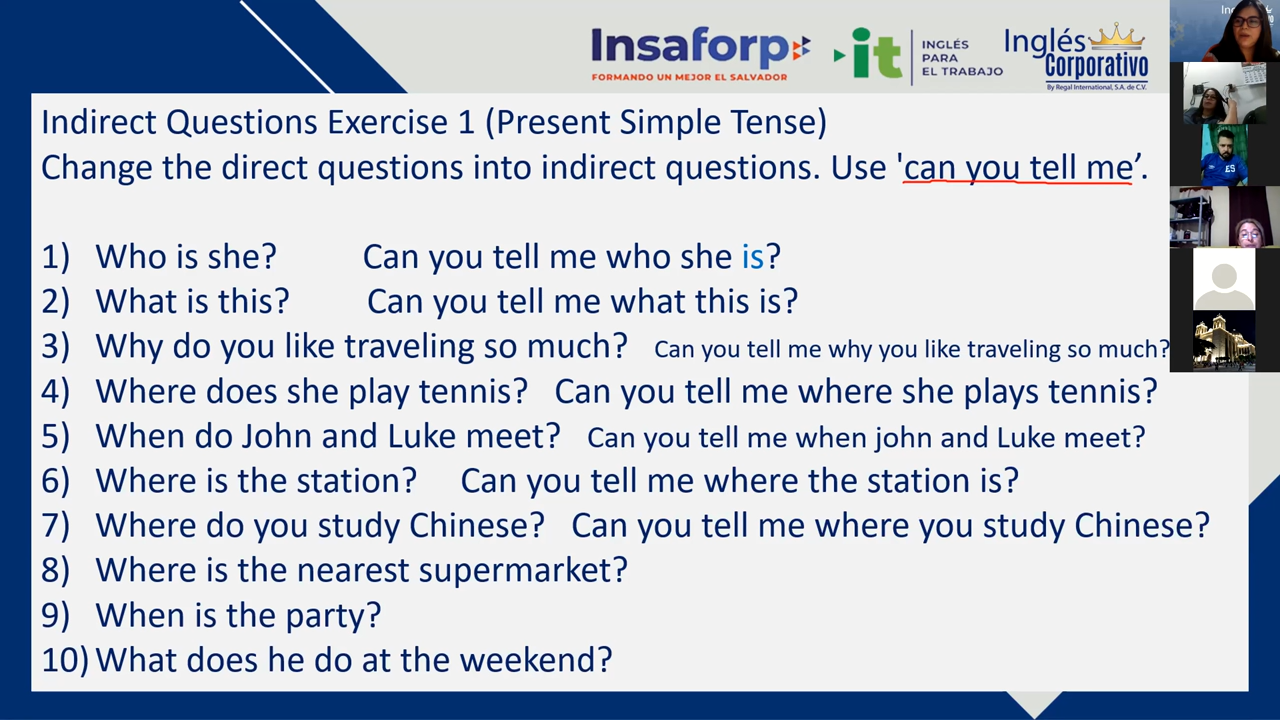 Insaforp
FORMANDO UN MEJOR EL SALVADOR
it
INGLÉS
PARA
EL TRABAJO
Inglés
Corporativo
By Regal International, S.A. de C.V.
Indirect Questions Exercise 1 (Present Simple Tense)
Change the direct questions into indirect questions. Use 'can you tell me’.
1) Who is she? Can you tell me who she is?
2) What is this? Can you tell me what this is?
3) Why do you like traveling so much? Can you tell me why you like traveling so much?
4) Where does she play tennis? Can you tell me where she plays tennis?
5) When do John and Luke meet? Can you tell me when john and Luke meet?
6) Where is the station? Can you tell me where the station is?
7) Where do you study Chinese? Can you tell me where you study Chinese?
8) Where is the nearest supermarket?
9) When is the party?
10) What does he do at the weekend?
ES